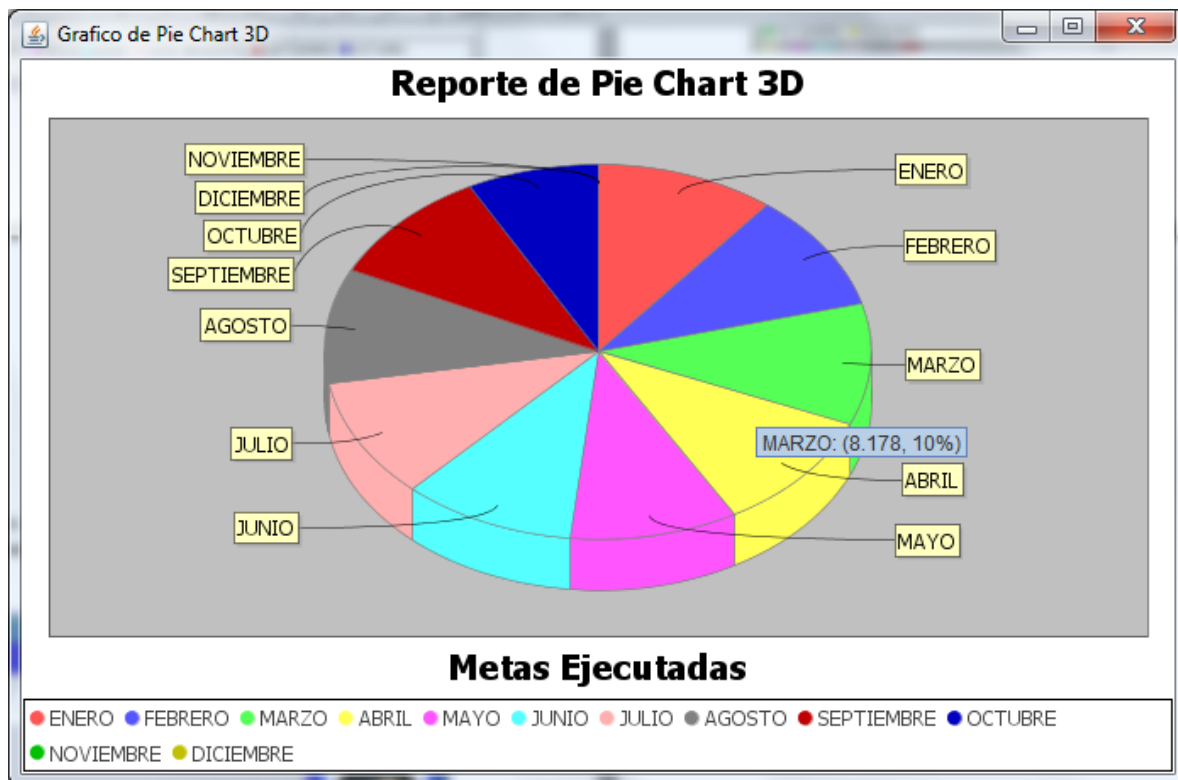 Grafico de Pie Chart 3D
Reporte de Pie Chart 3D
NOVIEMBRE
ENERO
DICIEMBRE
OCTUBRE
FEBRERO
SEPTIEMBRE
AGOSTO
MARZO
MARZO: (8.178, 10%)
JULIO
ABRIL
JUNIO
MAYO
Metas Ejecutadas
ENERO FEBRERO MARZO ABRIL MAYO JUNIO JULIO AGOSTO SEPTIEMBRE OCTUBRE
NOVIEMBRE DICIEMBRE